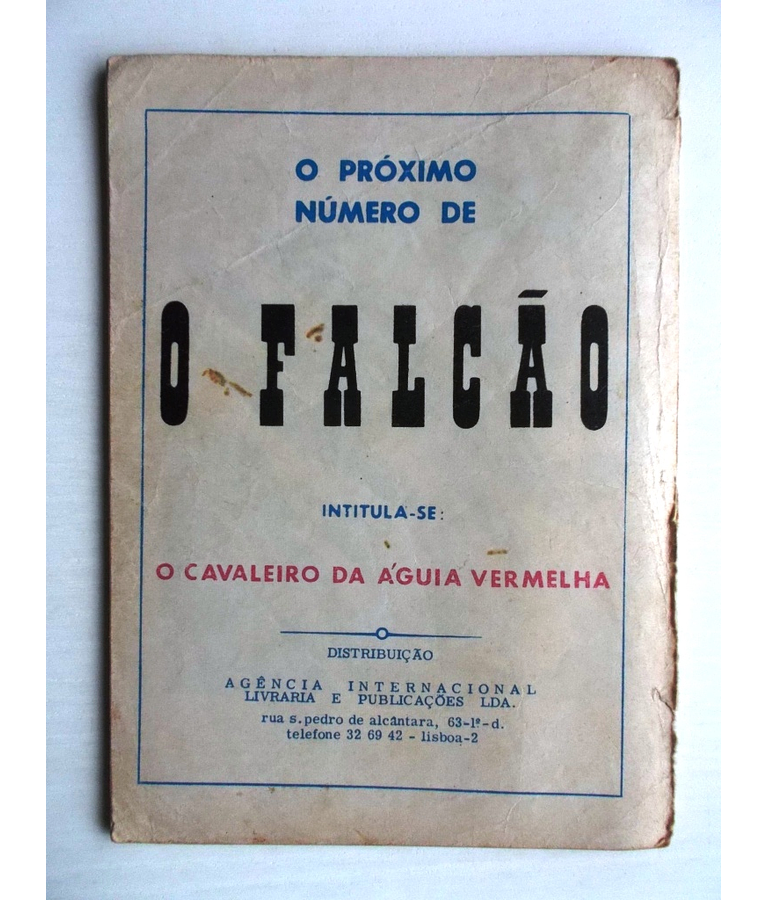 O PRÓXIMO
NÚMERO DE
O FALCÃO
INTITULA-SE:
O CAVALEIRO DA ÁGUIA VERMELHA
DISTRIBUIÇÃO
AGÊNCIA INTERNACIONAL
LIVRARIA E PUBLICAÇÕES LDA.
rua s. pedro de alcântara, 63-1º-d.
telefone 32 69 42 - lisboa-2